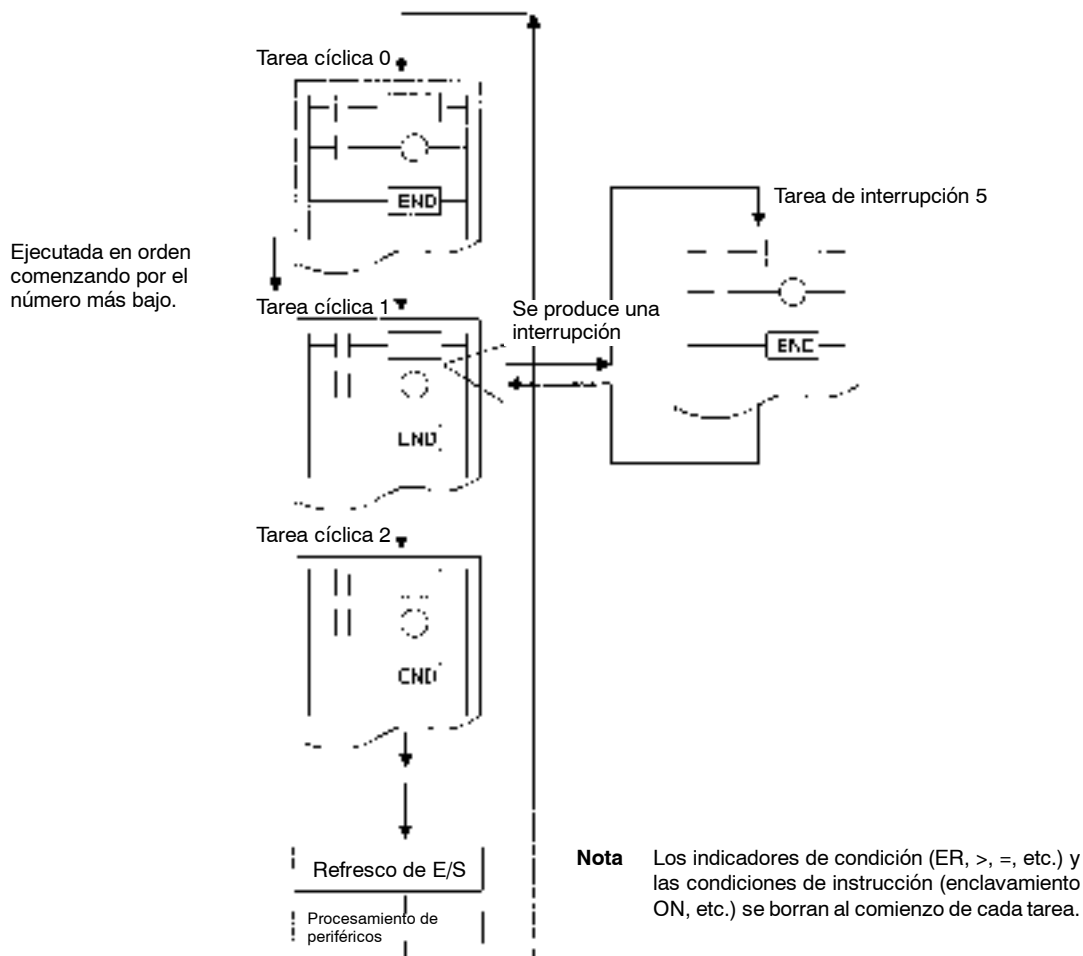 Tarea cíclica 0
END
Tarea de interrupción 5
Ejecutada en orden
comenzando por el
número más bajo.
Tarea cíclica 1
Se produce una
interrupción
Tarea cíclica 2
Refresco de E/S
Procesamiento de
periféricos
Nota Los indicadores de condición (ER, >, =, etc.) y
las condiciones de instrucción (enclavamiento
ON, etc.) se borran al comienzo de cada tarea.